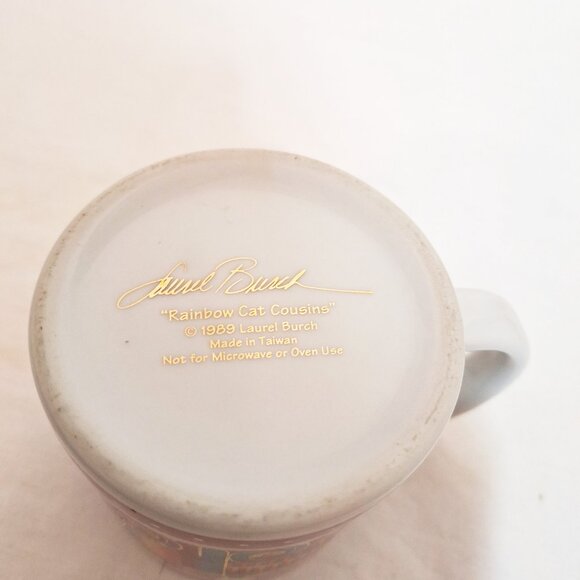 Laurel Burch
"Rainbow Cat Cousins"
© 1989 Laurel Burch
Made in Taiwan
Not for Microwave or Oven Use